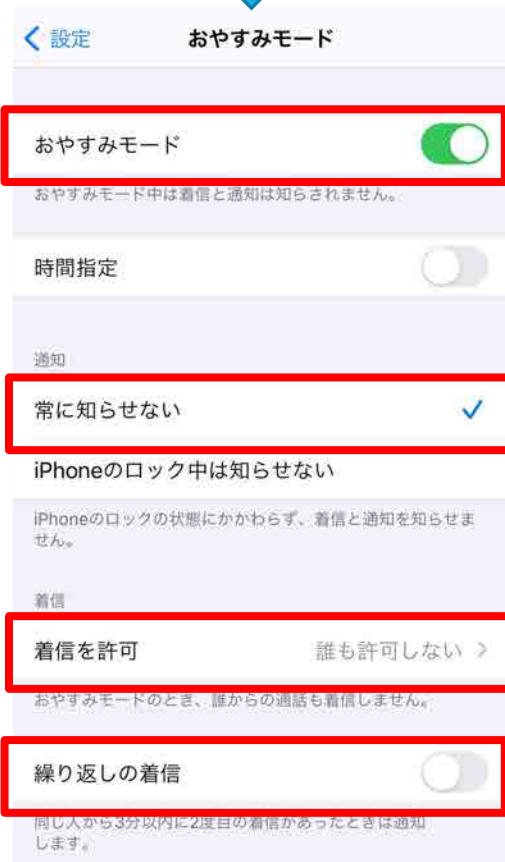 設定
おやすみモード
おやすみモード
おやすみモード中は着信と通知は知らされません。
時間指定
通知
常に知らせない
iPhoneのロック中は知らせない
iPhoneのロックの状態にかかわらず、着信と通知を知らせま
せん。
着信
着信を許可 誰も許可しない
おやすみモードのとき、誰からの通話も着信しません。
繰り返しの着信
同じ人から3分以内に2度目の着信があったときは通知
します。